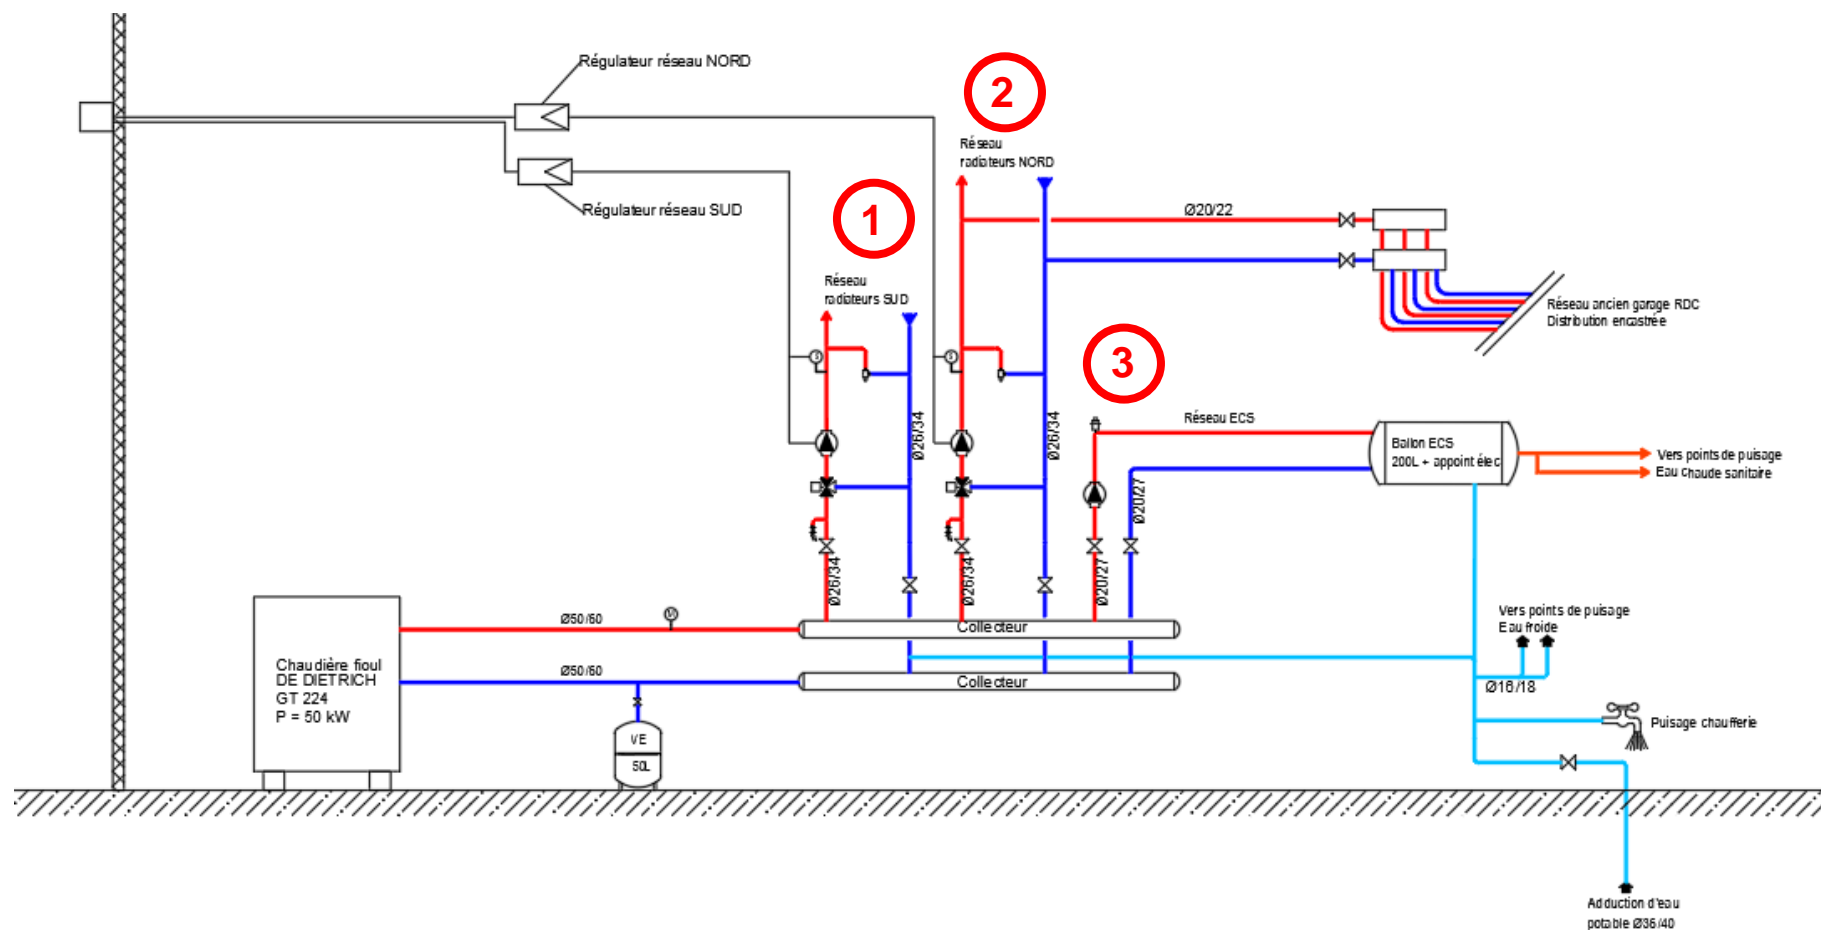 Régulateur réseau NORD
Régulateur réseau SUD
2
Réseau
radiateurs NORD
1
Réseau
radiateurs SUD
Ø20/22
Réseau ancien garage RDC
Distribution encastrée
3
Réseau ECS
Ballon ECS
200L + appoint élec
Vers points de puisage
Eau chaude sanitaire
S
S
Ø26/34
Ø26/34
Ø20/27
Ø26/34
Ø26/34
Ø20/27
Ø50/60
Collecteur
Ø50/60
Collecteur
Chaudière fioul
DE DIETRICH
GT 224
P = 50 kW
VE
50L
Vers points de puisage
Eau froide
Ø16/18
Puisage chaufferie
Adduction d'eau
potable Ø36/40